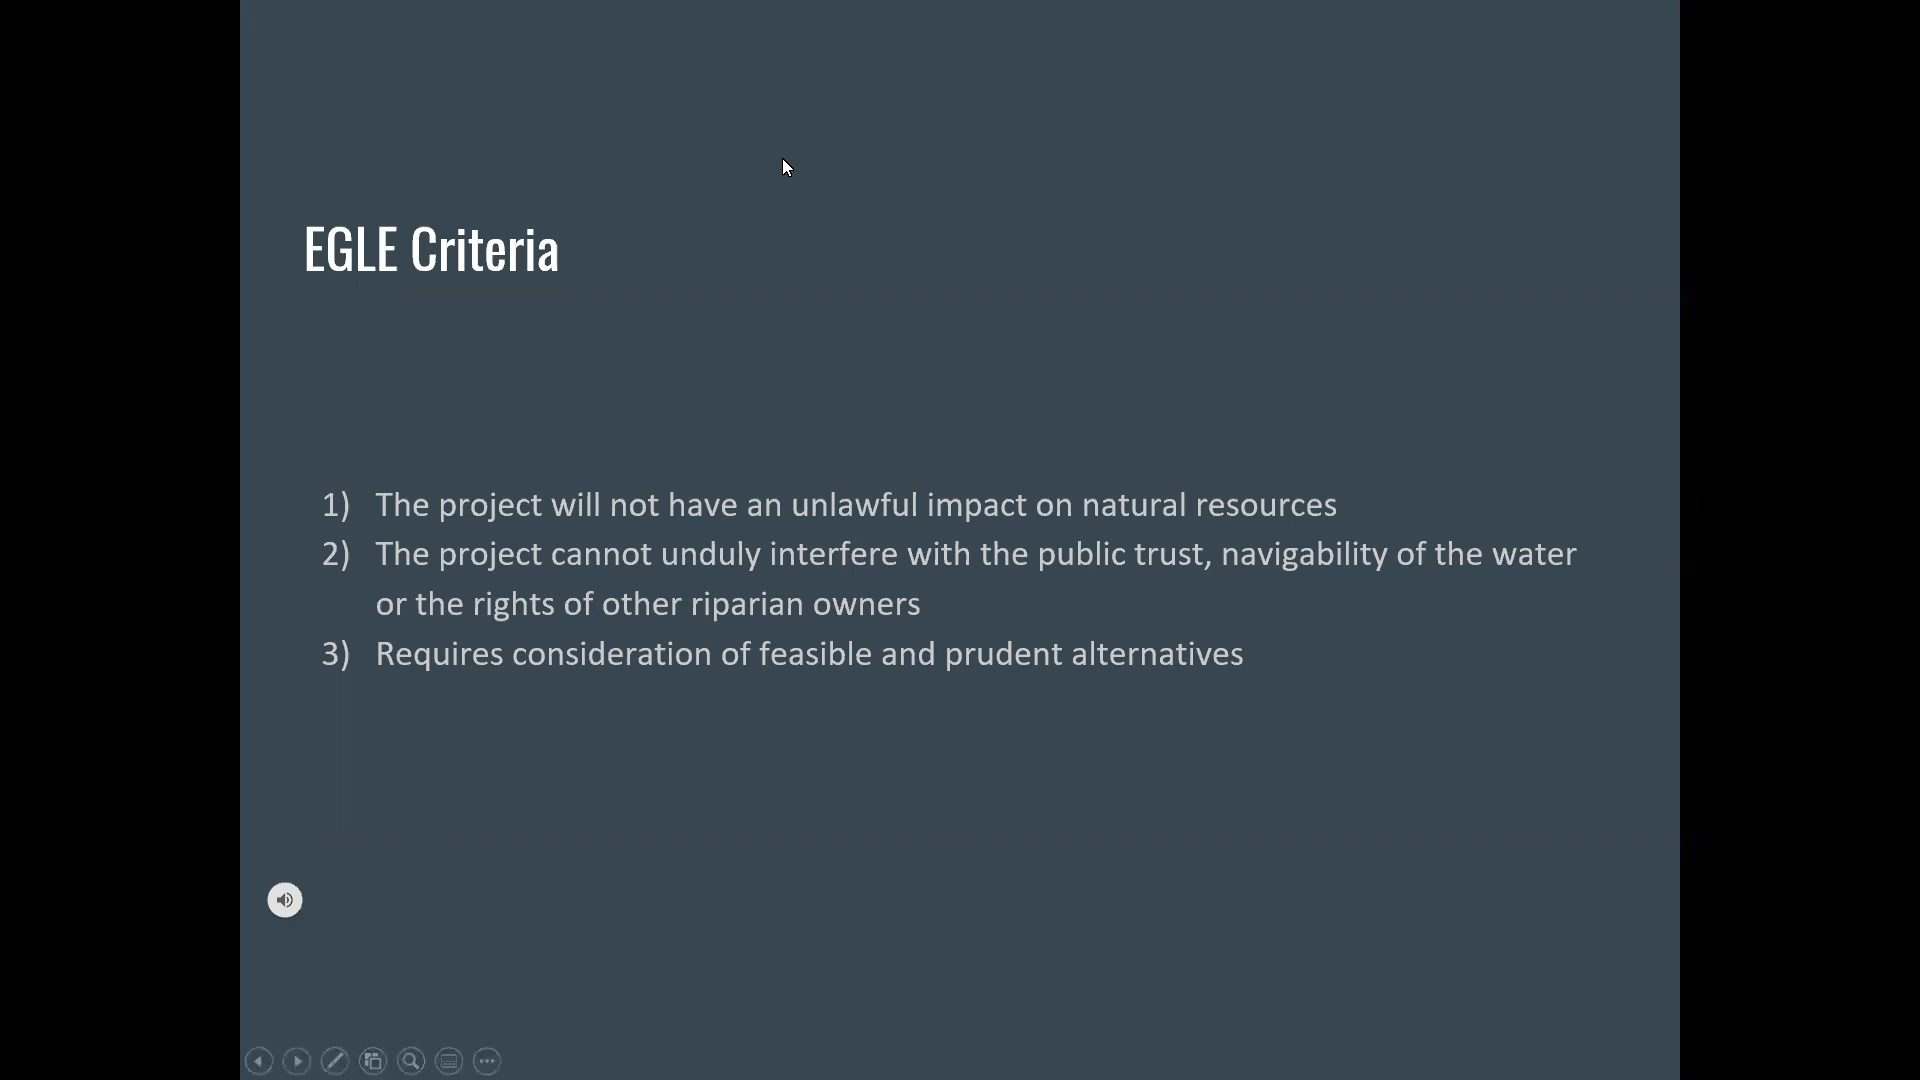 EGLE Criteria
1) The project will not have an unlawful impact on natural resources
2) The project cannot unduly interfere with the public trust, navigability of the water
or the rights of other riparian owners
3) Requires consideration of feasible and prudent alternatives